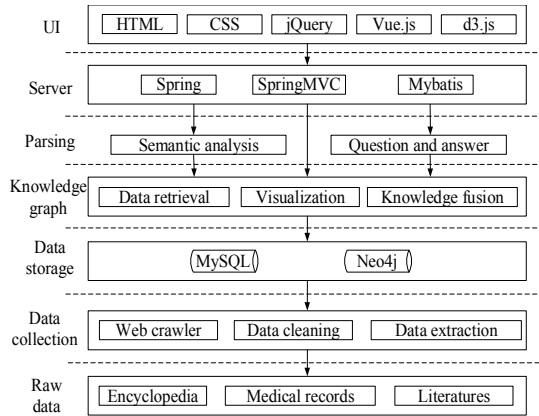 UI
HTML
CSS
jQuery
Vue.js
d3.js
Server
Spring
SpringMVC
Mybatis
Parsing
Semantic analysis
Question and answer
Knowledge
graph
Data retrieval
Visualization
Knowledge fusion
Data
storage
MySQL
Neo4j
Data
collection
Web crawler
Data cleaning
Data extraction
Raw
data
Encyclopedia
Medical records
Literatures